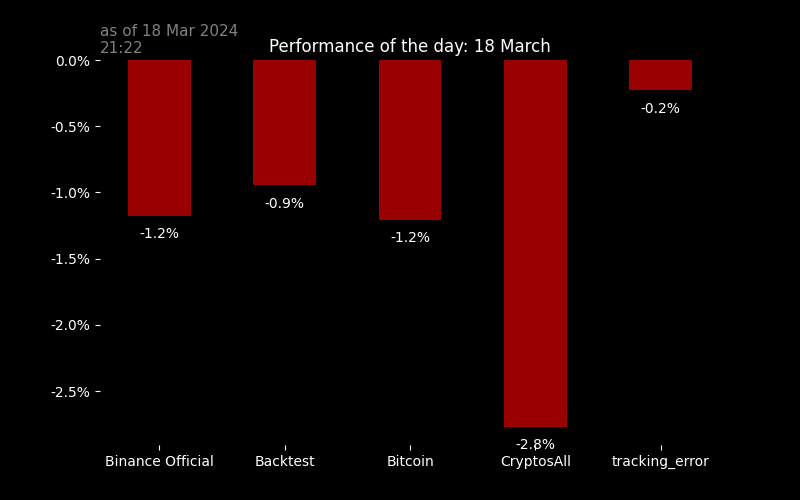 as of 18 Mar 2024
21:22
Performance of the day: 18 March
0.0%
-0.5%
-1.0%
-1.5%
-2.0%
-2.5%
-1.2%
-0.9%
-1.2%
-2.8%
-0.2%
Binance Official
Backtest
Bitcoin
CryptosAll
tracking_error